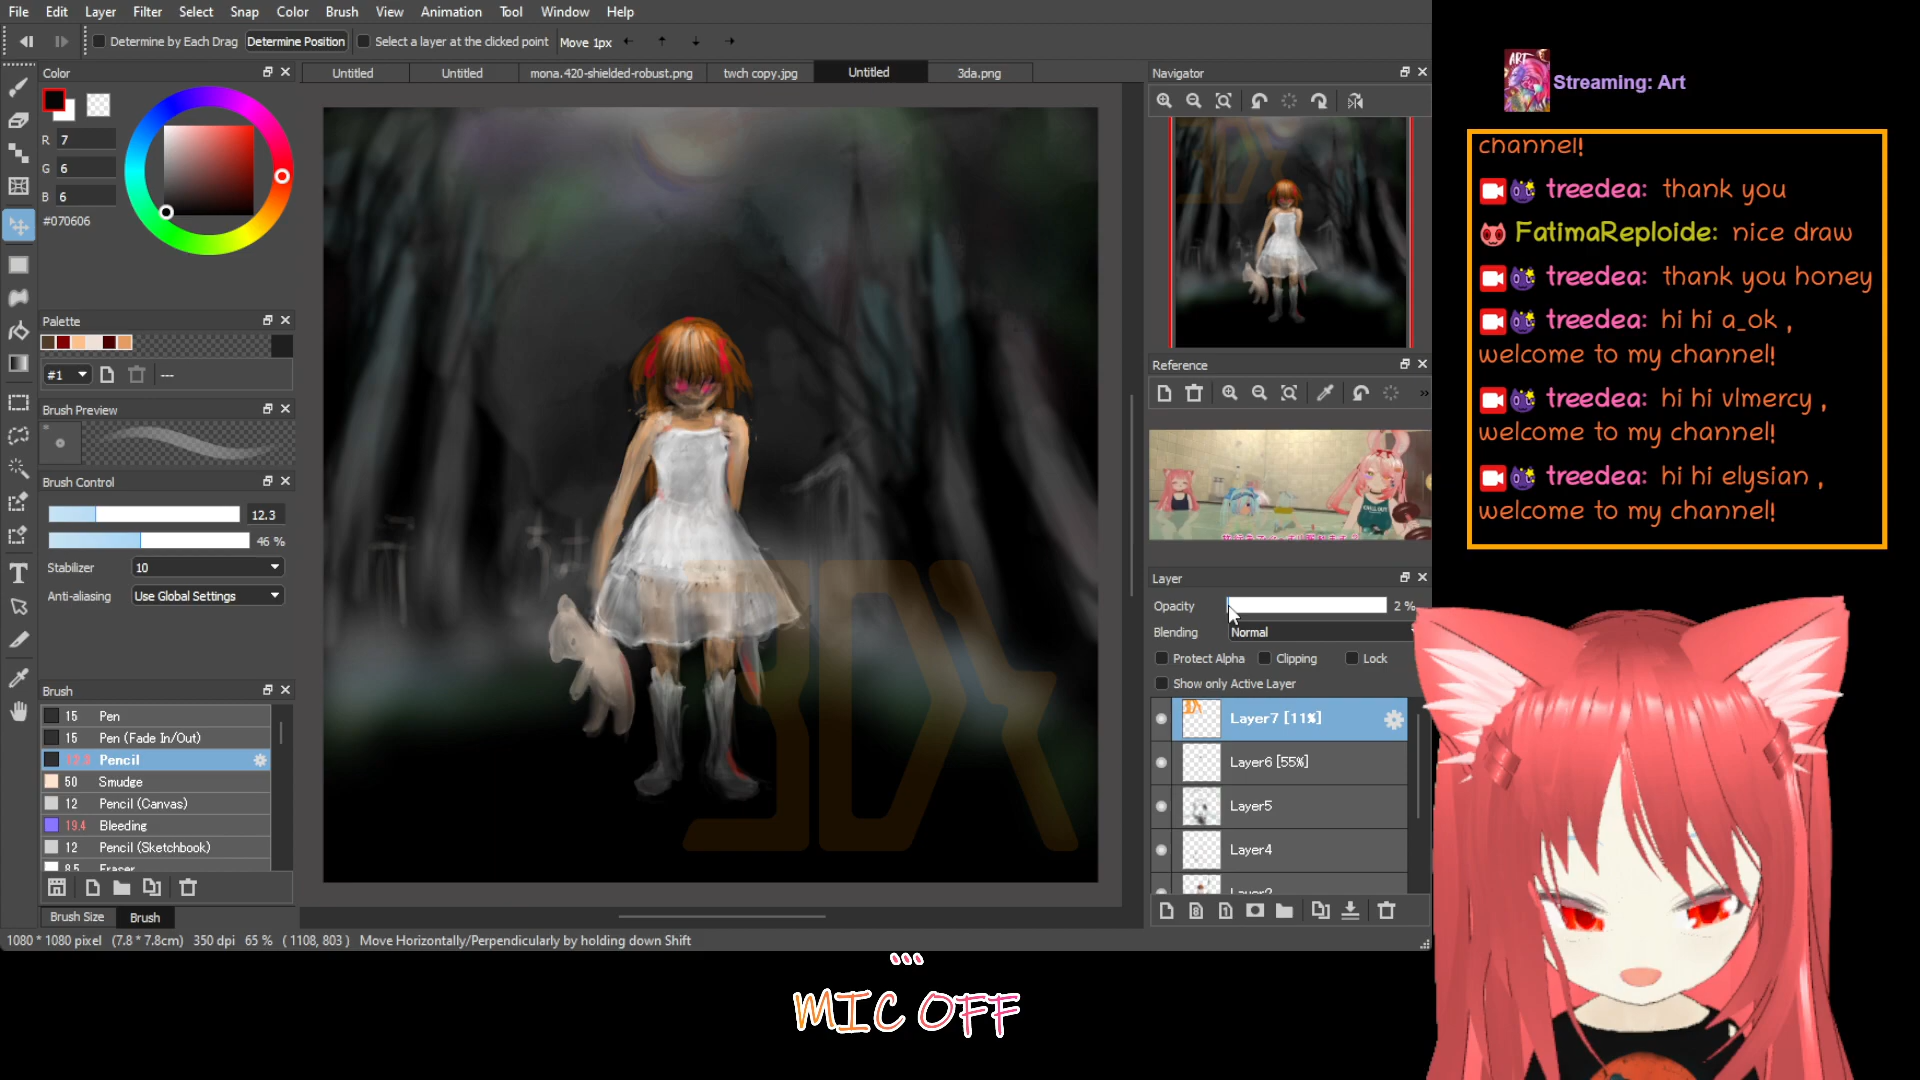 File Edit Layer Filter Select Snap Color Brush View Animation Tool Window Help
Determine by Each Drag Determine Position Select a layer at the clicked point Move 1px
Color
R 7
G 6
B 6
#070606
Palette
#1 ---
Brush Preview
Brush Control
12.3
46 %
Stabilizer 10
Anti-aliasing Use Global Settings
Brush
15 Pen
15 Pen (Fade In/Out)
Pencil
50 Smudge
12 Pencil (Canvas)
19.4 Bleeding
12 Pencil (Sketchbook)
8.5 Eraser
Brush Size Brush
Untitled Untitled mona.420-shielded-robust.png twch copy.jpg Untitled 3da.png
3DA
Navigator
Reference
CHILL OUT
Layer
Opacity 2 %
Blending Normal
Protect Alpha Clipping Lock
Show only Active Layer
Layer7 [11%]
Layer6 [55%]
Layer5
Layer4
Layer2
1080 * 1080 pixel (7.8 * 7.8cm) 350 dpi 65 % ( 1108, 803 ) Move Horizontally/Perpendicularly by holding down Shift
ART
Streaming: Art
channel!
treedea: thank you
FatimaReploide: nice draw
treedea: thank you honey
treedea: hi hi a_ok ,
welcome to my channel!
treedea: hi hi vlmercy ,
welcome to my channel!
treedea: hi hi elysian ,
welcome to my channel!
...
MIC OFF